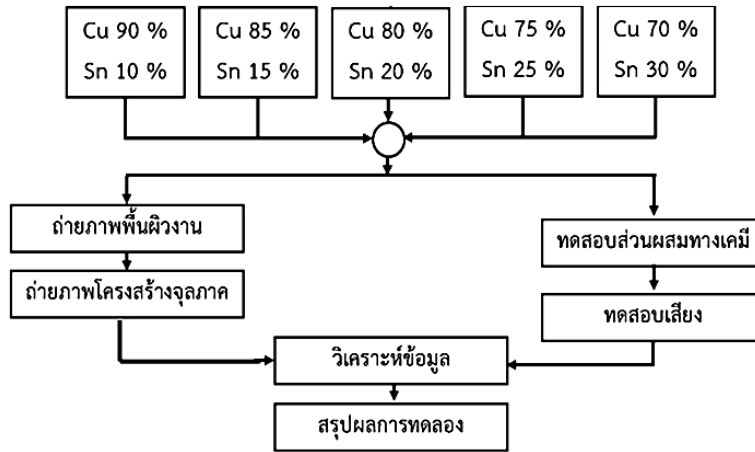 Cu 90 %
Sn 10 %
Cu 85 %
Sn 15 %
Cu 80 %
Sn 20 %
Cu 75 %
Sn 25 %
Cu 70 %
Sn 30 %
ถ่ายภาพพื้นผิวงาน
ถ่ายภาพโครงสร้างจุลภาค
ทดสอบส่วนผสมทางเคมี
ทดสอบเสียง
วิเคราะห์ข้อมูล
สรุปผลการทดลอง